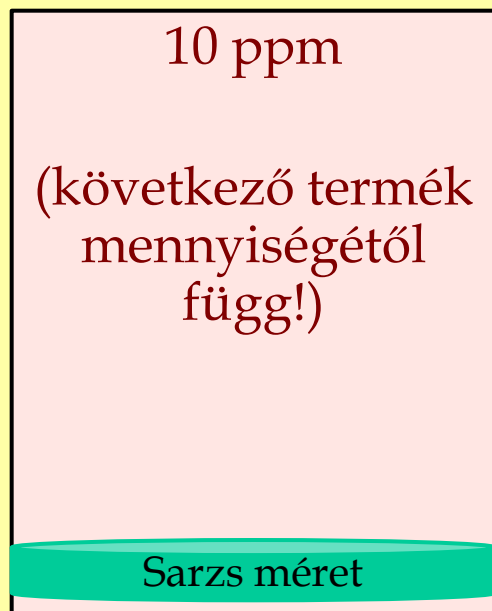 10 ppm
(következő termék
mennyiségétől
függ!)
Sarzs méret